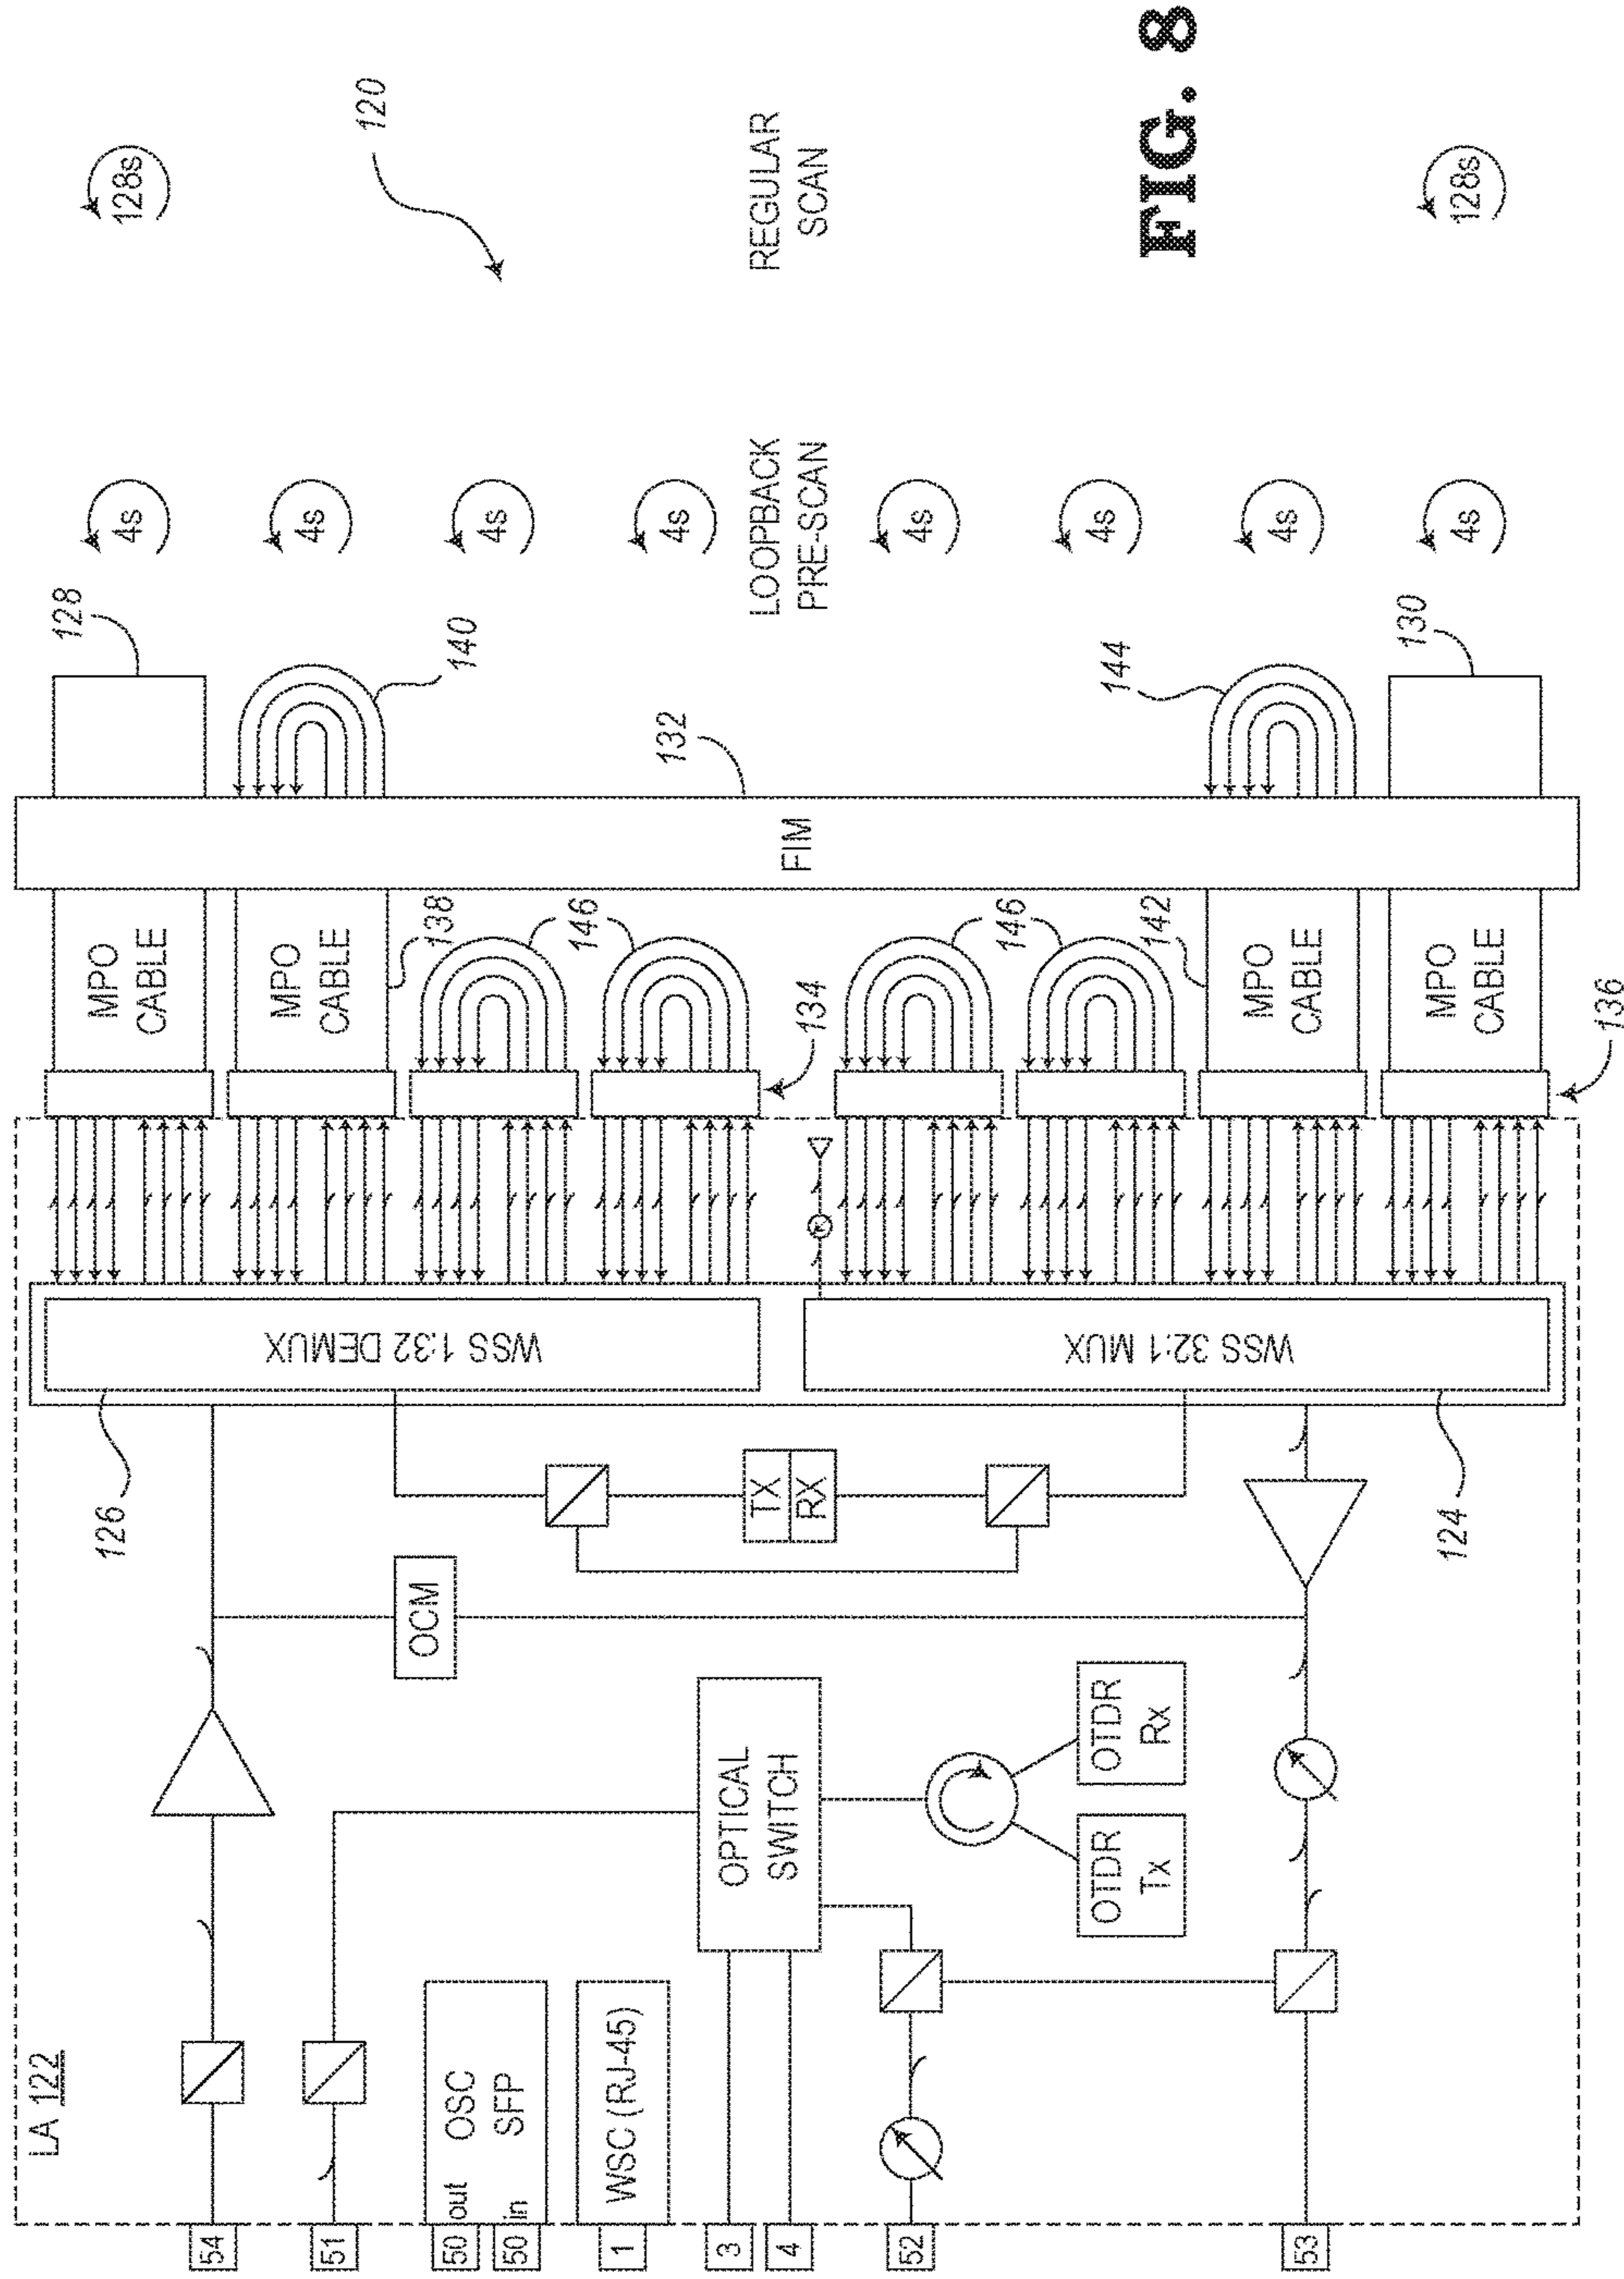 LA 122
54
51
50
out
OSC
50
in
SFP
1
WSC (RJ-45)
3
4
52
53
OPTICAL
SWITCH
OTDR
Tx
OTDR
Rx
OCM
TX
RX
126
124
WSS 1:32 DEMUX
WSS 32:1 MUX
134
136
MPO
CABLE
MPO
CABLE
138
146
146
142
MPO
CABLE
MPO
CABLE
FIM
132
128
140
144
130
4s
4s
4s
4s
LOOPBACK
PRE-SCAN
4s
4s
4s
4s
128s
120
REGULAR
SCAN
128s
FIG. 8